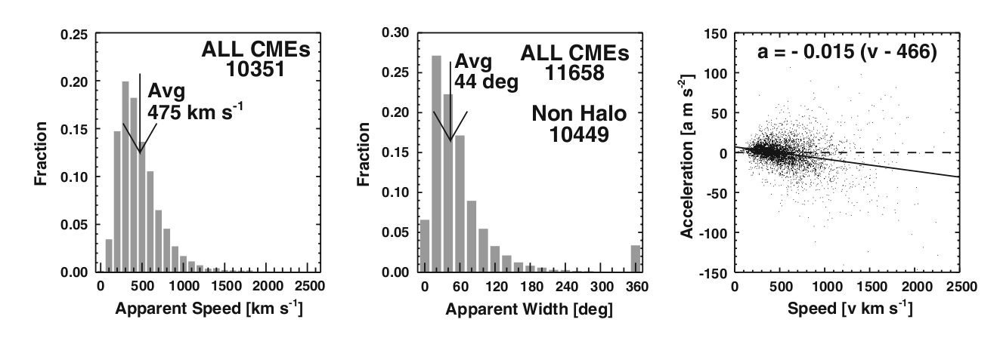 0.25
0.20
0.15
0.10
0.05
0.00
Fraction
ALL CMEs
10351
Avg
475 km s-1
0 500 1000 1500 2000 2500
Apparent Speed [km s-1]
0.30
0.25
0.20
0.15
0.10
0.05
0.00
Fraction
Avg
44 deg
ALL CMEs
11658
Non Halo
10449
0 60 120 180 240 300 360
Apparent Width [deg]
150
100
50
0
-50
-100
-150
Acceleration [a m s-2]
a = - 0.015 (v - 466)
0 500 1000 1500 2000 2500
Speed [v km s-1]